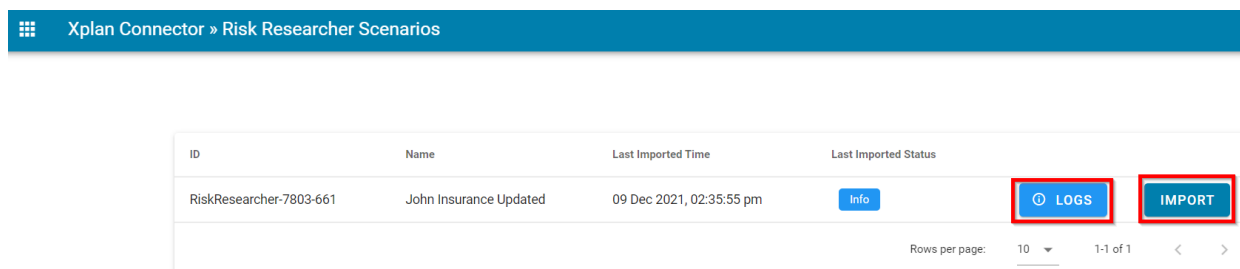 Xplan Connector » Risk Researcher Scenarios
ID Name Last Imported Time Last Imported Status
RiskResearcher-7803-661 John Insurance Updated 09 Dec 2021, 02:35:55 pm Info LOGS IMPORT
Rows per page: 10 1-1 of 1